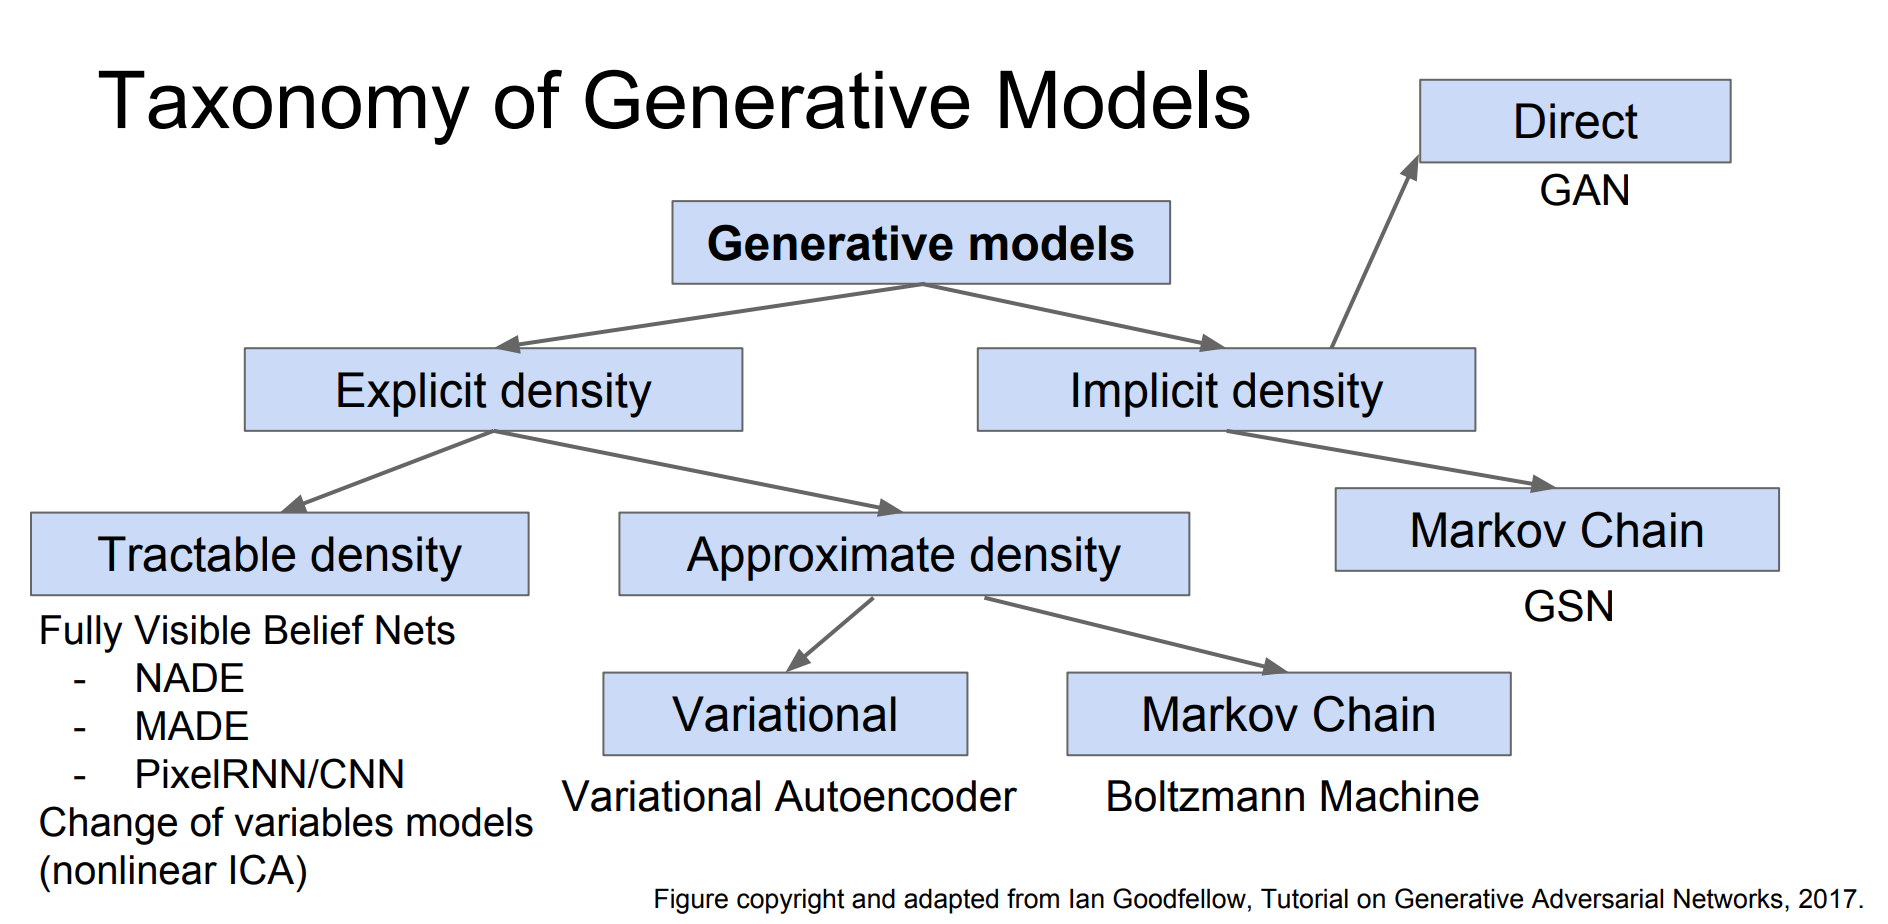 Taxonomy of Generative Models
Direct
GAN
Generative models
Explicit density
Implicit density
Tractable density
Approximate density
Markov Chain
GSN
Fully Visible Belief Nets
- NADE
- MADE
- PixelRNN/CNN
Change of variables models
(nonlinear ICA)
Variational
Markov Chain
Variational Autoencoder
Boltzmann Machine
Figure copyright and adapted from Ian Goodfellow, Tutorial on Generative Adversarial Networks, 2017.